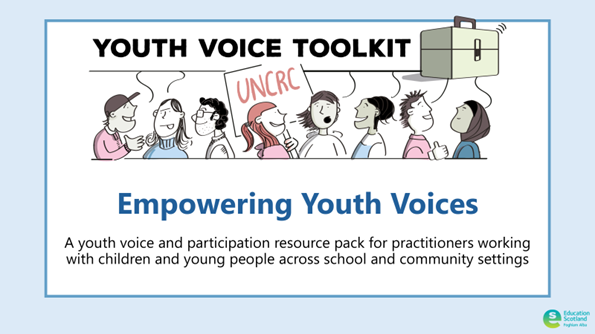 YOUTH VOICE TOOLKIT
UNCRC
Empowering Youth Voices
A youth voice and participation resource pack for practitioners working
with children and young people across school and community settings
Education
Scotland
Foghlam Alba